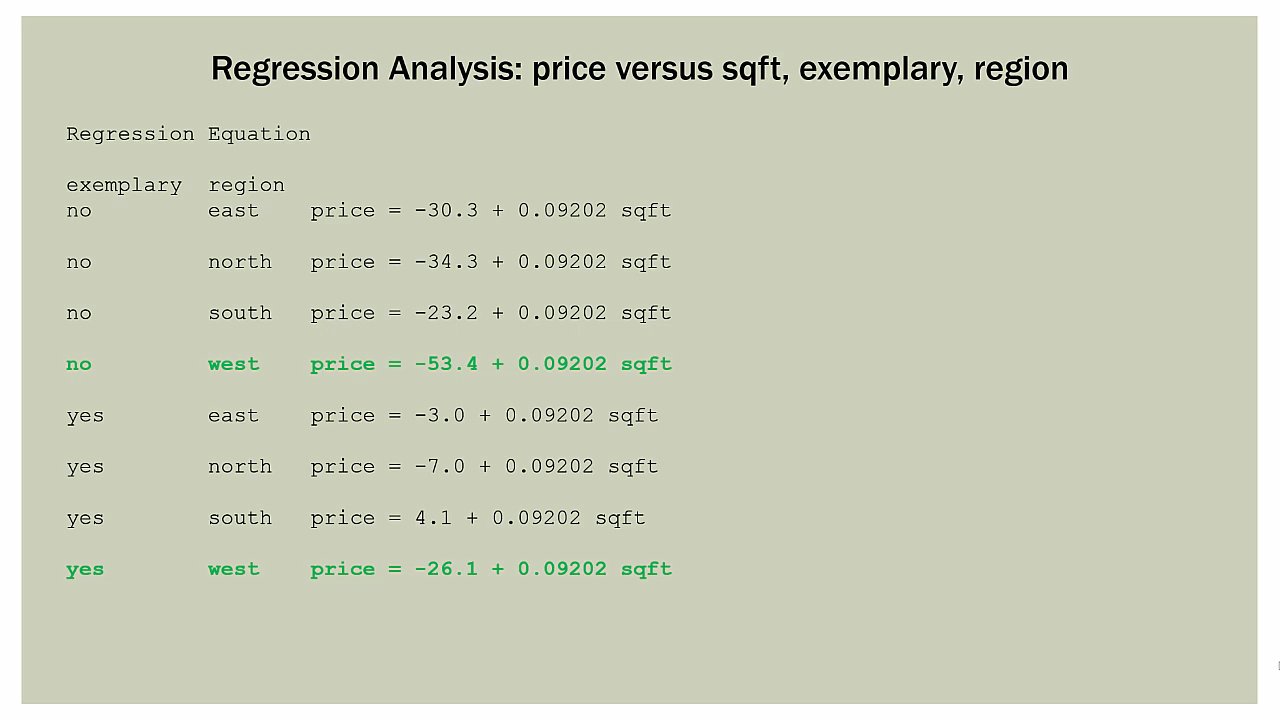 Regression Analysis: price versus sqft, exemplary, region
Regression Equation
exemplary region
no east price = -30.3 + 0.09202 sqft
no north price = -34.3 + 0.09202 sqft
no south price = -23.2 + 0.09202 sqft
no west price = -53.4 + 0.09202 sqft
yes east price = -3.0 + 0.09202 sqft
yes north price = -7.0 + 0.09202 sqft
yes south price = 4.1 + 0.09202 sqft
yes west price = -26.1 + 0.09202 sqft